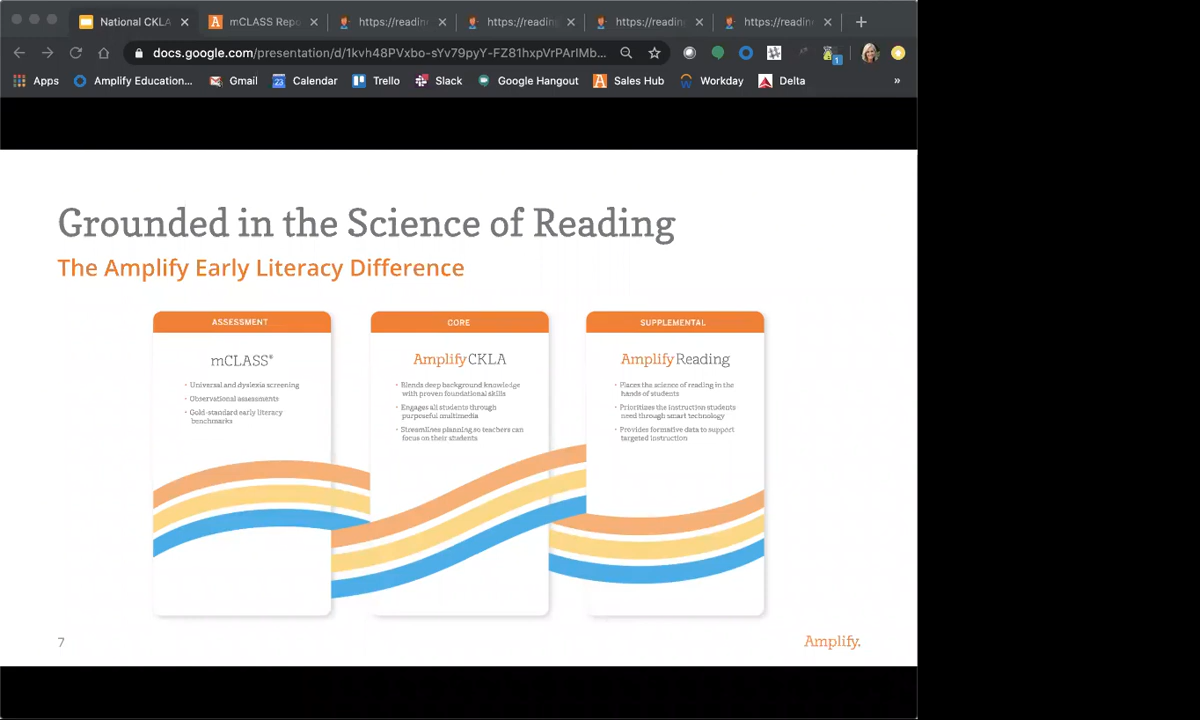 National CKLA
mCLASS Repo
https://readin
https://readin
https://readin
https://readin
docs.google.com/presentation/d/1kvh48PVxbo-sYv79pyY-FZ81hxpVrPArIMb...
Apps
Amplify Education...
Gmail
23
Calendar
Trello
Slack
Google Hangout
Sales Hub
Workday
Delta
»
1
Grounded in the Science of Reading
The Amplify Early Literacy Difference
ASSESSMENT
mCLASS®
• Universal and dyslexia screening
• Observational assessments
• Gold-standard early literacy
benchmarks
CORE
AmplifyCKLA
• Blends deep background knowledge
with proven foundational skills
• Engages all students through
purposeful multimedia
• Streamlines planning so teachers can
focus on their students
SUPPLEMENTAL
AmplifyReading
• Places the science of reading in the
hands of students
• Prioritizes the instruction students
need through smart technology
• Provides formative data to support
targeted instruction
7
Amplify.